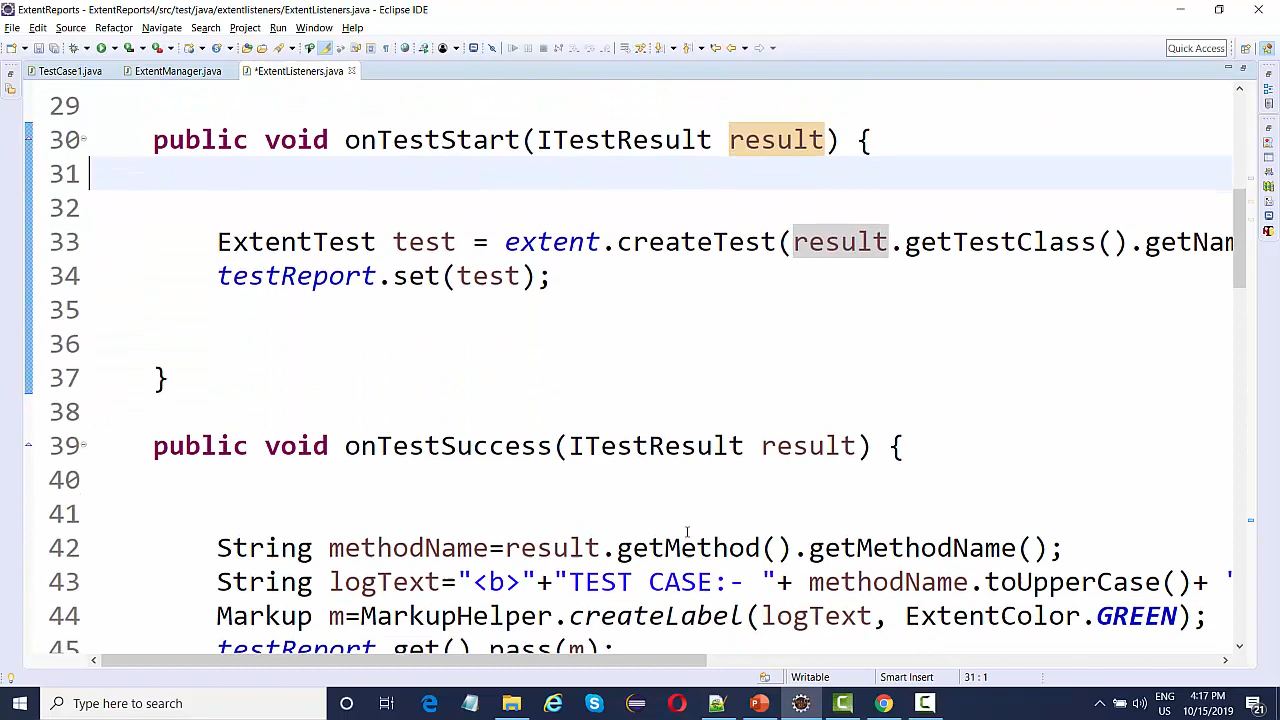 ExtentReports - ExtentReports4/src/test/java/extentlisteners/ExtentListeners.java - Eclipse IDE
File Edit Source Refactor Navigate Search Project Run Window Help
Quick Access
TestCase1.java ExtentManager.java *ExtentListeners.java
29
30 public void onTestStart(ITestResult result) {
31
32
33 ExtentTest test = extent.createTest(result.getTestClass().getNam
34 testReport.set(test);
35
36
37 }
38
39 public void onTestSuccess(ITestResult result) {
40
41
42 String methodName=result.getMethod().getMethodName();
43 String logText="<b>"+"TEST CASE:- "+ methodName.toUpperCase()+ "
44 Markup m=MarkupHelper.createLabel(logText, ExtentColor.GREEN);
45 testReport.get().pass(m);
Writable Smart Insert 31 : 1
Type here to search
ENG 4:17 PM
US 10/15/2019
21